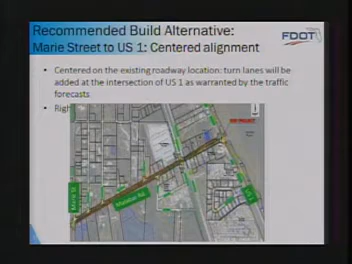 Recommended Build Alternative:
Marie Street to US 1: Centered alignment
FDOT
• Centered on the existing roadway location: turn lanes will be
added at the intersection of US 1 as warranted by the traffic
forecasts
• Righ
Marie St.
Malabar Rd.
US 1